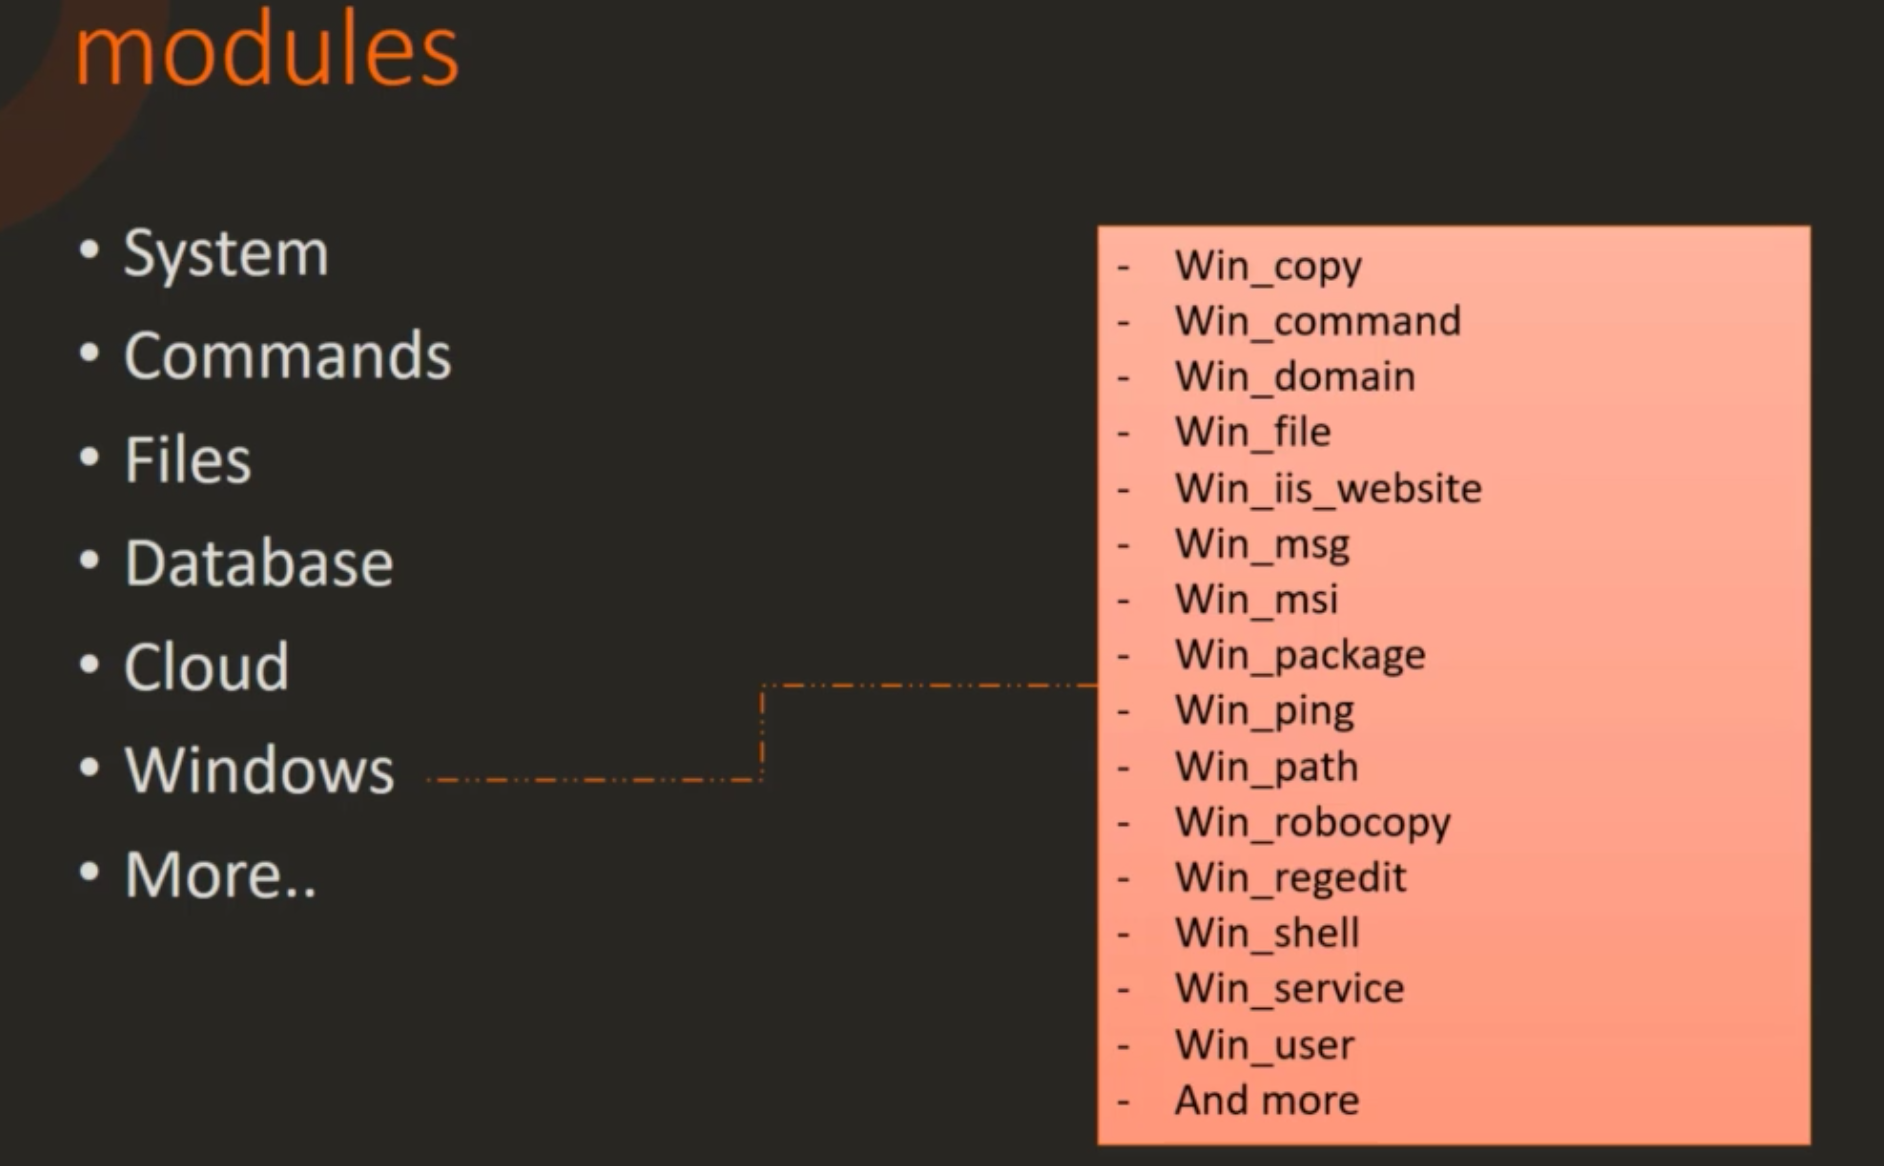 modules
• System
• Commands
• Files
• Database
• Cloud
• Windows
• More..
- Win_copy
- Win_command
- Win_domain
- Win_file
- Win_iis_website
- Win_msg
- Win_msi
- Win_package
- Win_ping
- Win_path
- Win_robocopy
- Win_regedit
- Win_shell
- Win_service
- Win_user
- And more